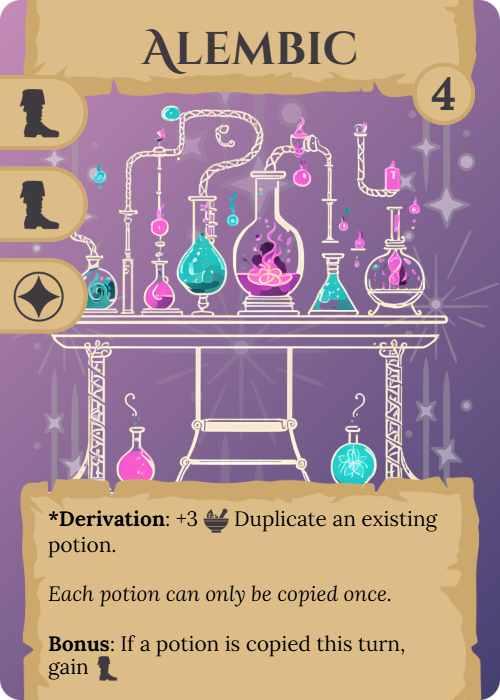 Alembic
4
*Derivation: +3 Duplicate an existing
potion.
Each potion can only be copied once.
Bonus: If a potion is copied this turn,
gain